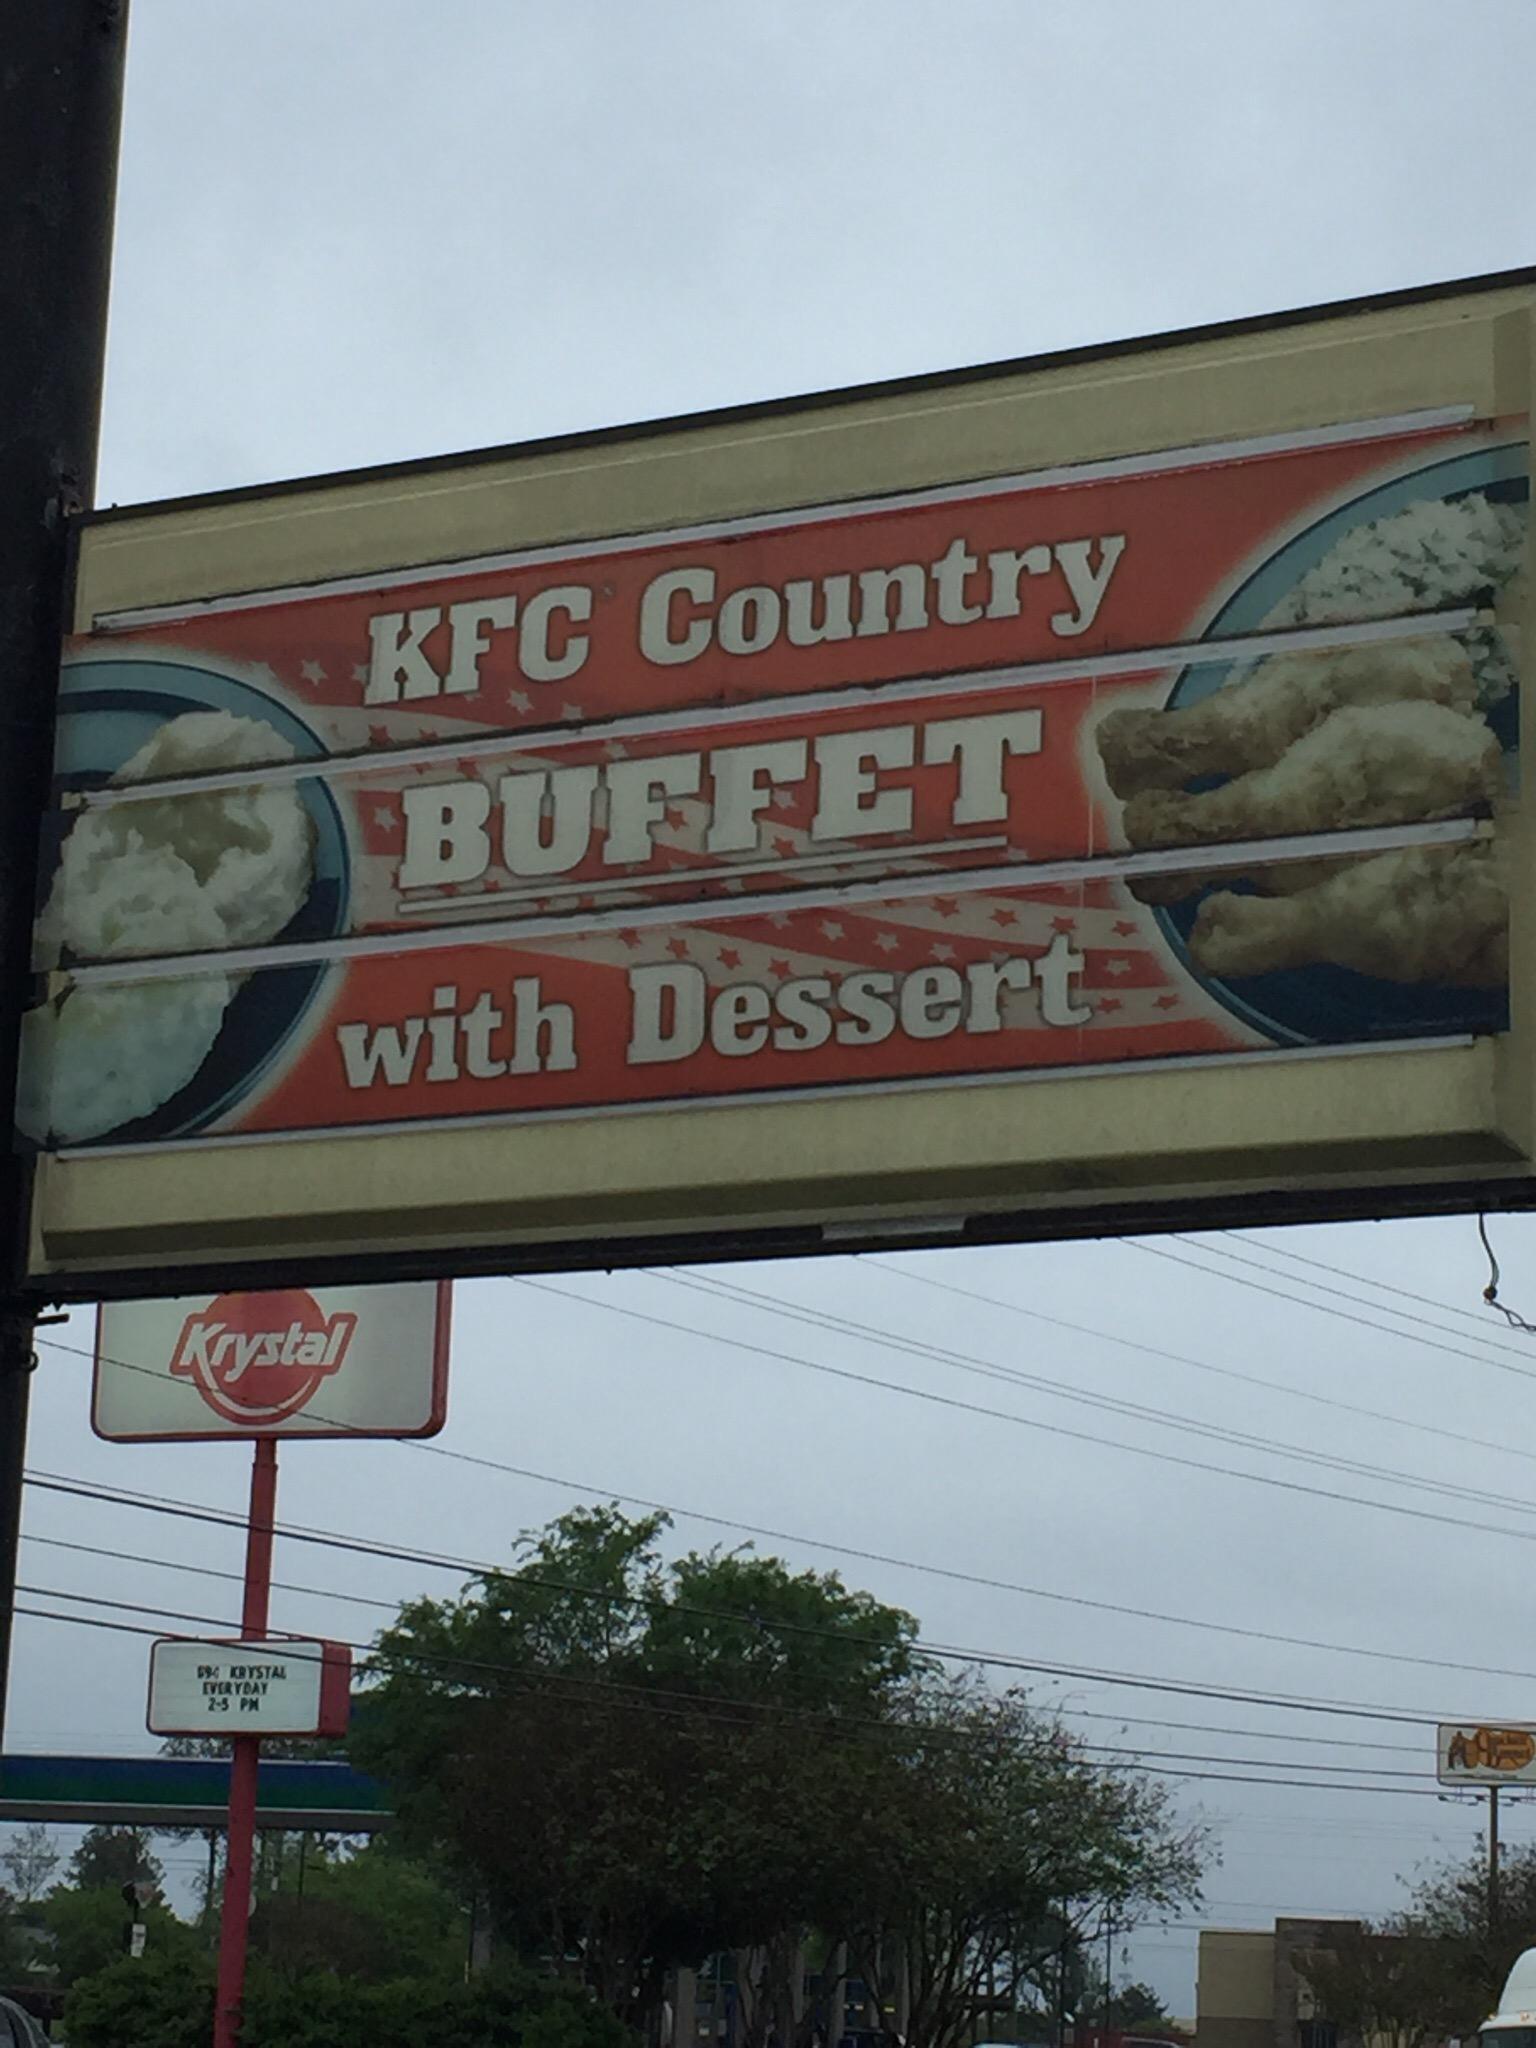 KFC Country
BUFFET
with Dessert
Krystal
KRYSTAL
EVERYDAY
2-5 PM